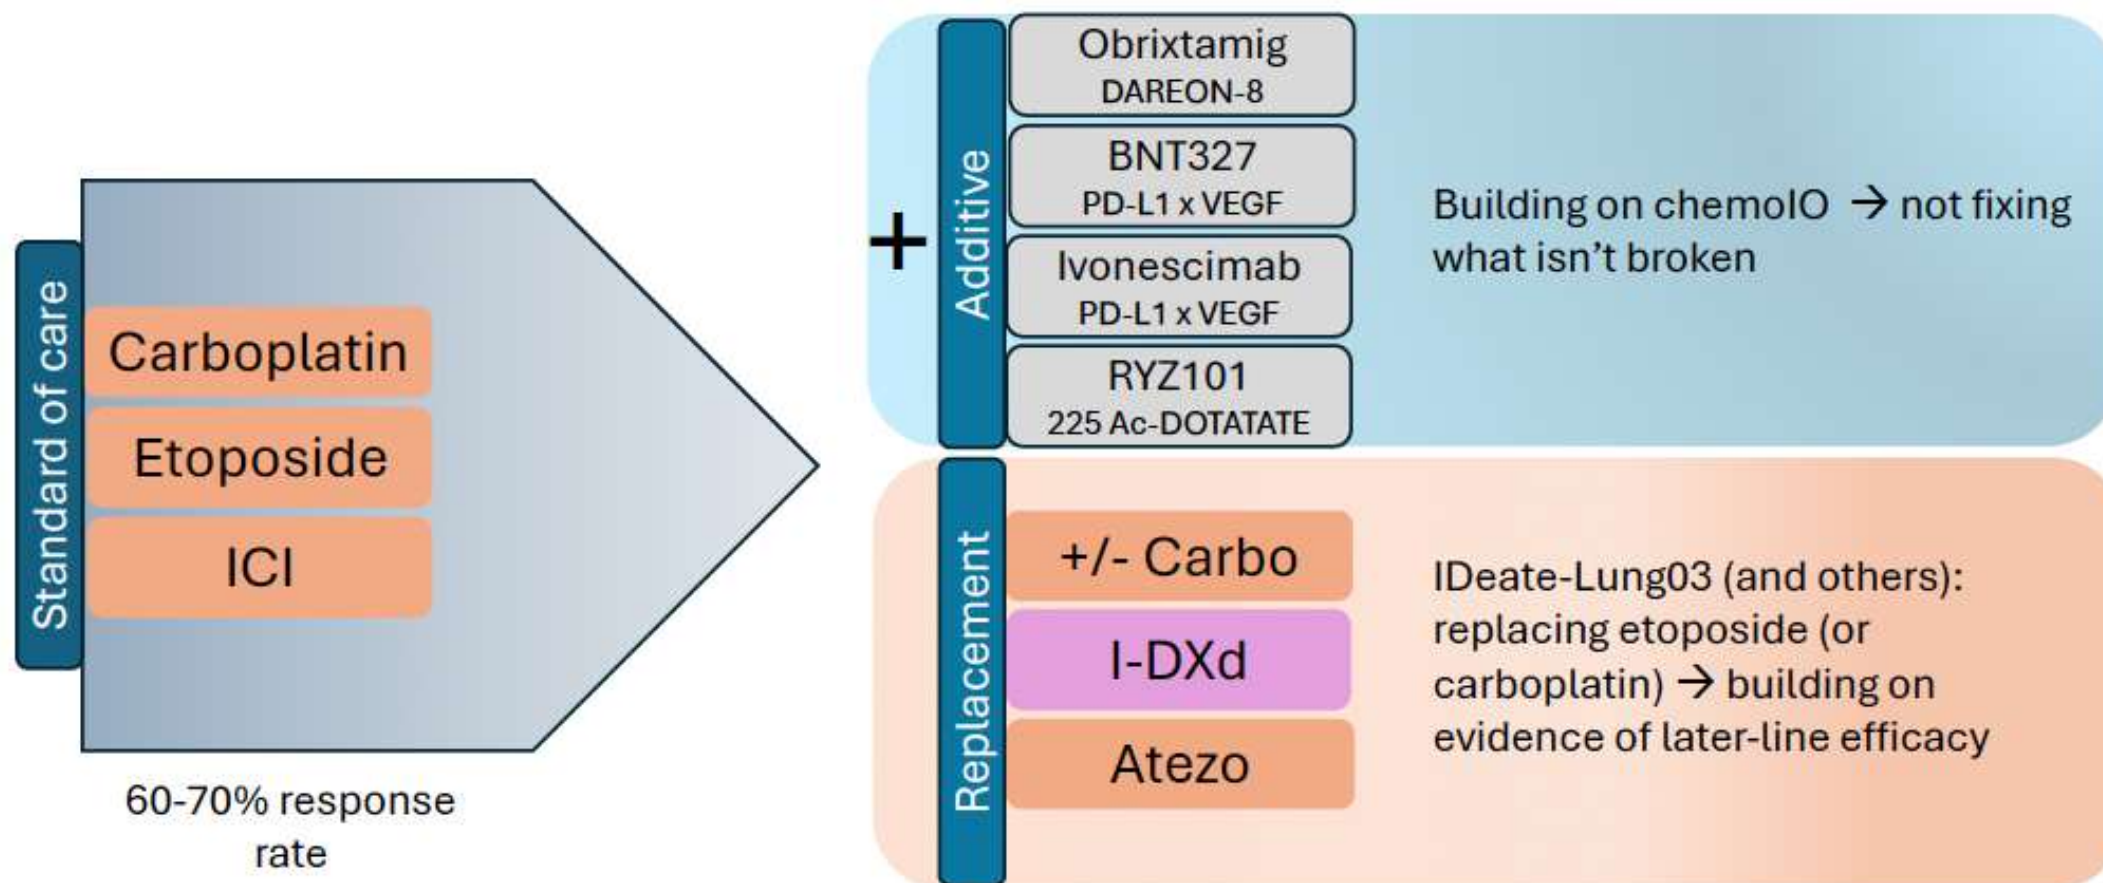 Standard of care
Carboplatin
Etoposide
ICI
60-70% response
rate
+
Additive
Obrixtamig
DAREON-8
BNT327
PD-L1 x VEGF
Ivonescimab
PD-L1 x VEGF
RYZ101
225 Ac-DOTATATE
Building on chemoIO → not fixing
what isn’t broken
Replacement
+/- Carbo
I-DXd
Atezo
IDeate-Lung03 (and others):
replacing etoposide (or
carboplatin) → building on
evidence of later-line efficacy